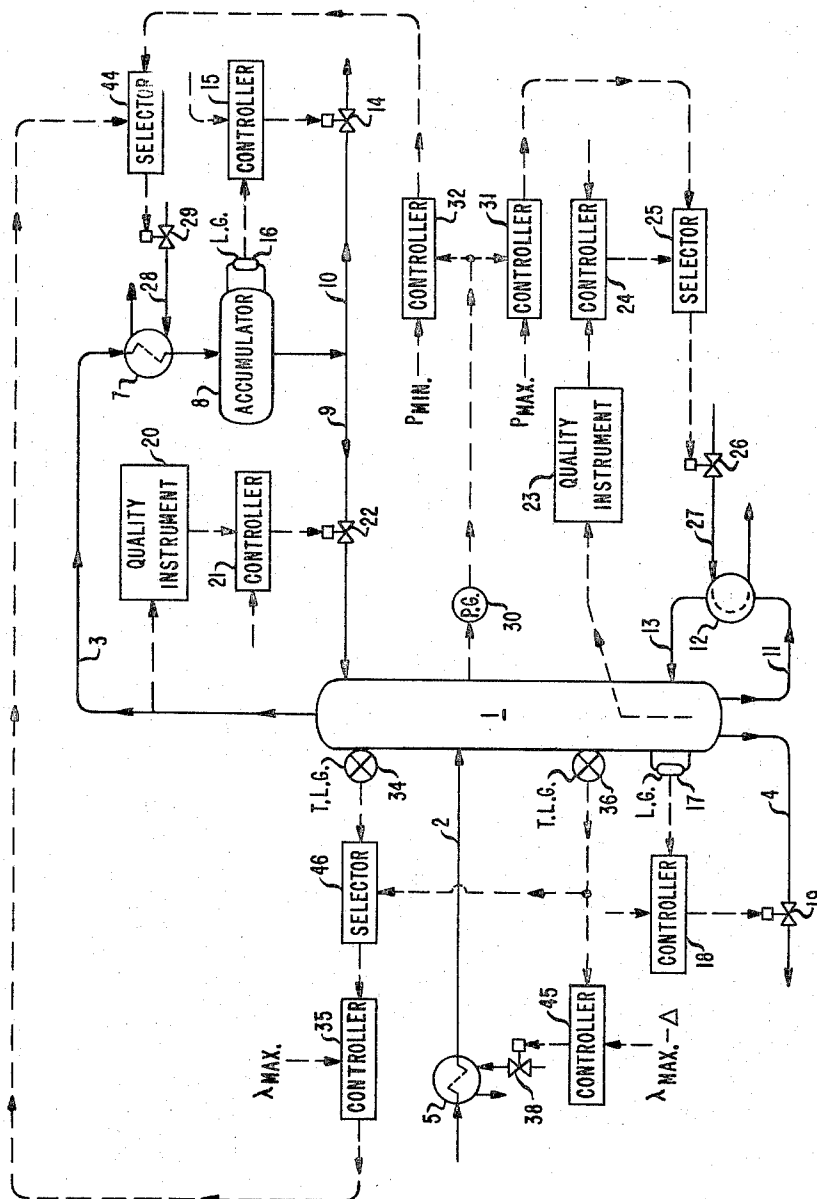 λMAX.
CONTROLLER
35
SELECTOR
46
T.L.G.
34
3
QUALITY
INSTRUMENT
20
21
CONTROLLER
7
28
29
SELECTOR
44
8
ACCUMULATOR
L.G.
16
CONTROLLER
15
14
22
9
10
5
2
1
P.G.
30
PMIN.
CONTROLLER
32
PMAX.
CONTROLLER
31
38
CONTROLLER
45
λMAX.-Δ
T.L.G.
36
L.G.
17
CONTROLLER
18
23
QUALITY
INSTRUMENT
CONTROLLER
24
SELECTOR
25
13
12
27
26
11
4
19